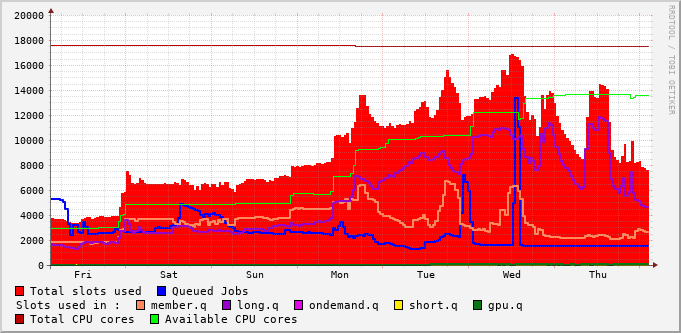 20000
18000
16000
14000
12000
10000
8000
6000
4000
2000
0
Fri Sat Sun Mon Tue Wed Thu
RRDTOOL / TOBI OETIKER
Total slots used Queued Jobs
Slots used in : member.q long.q ondemand.q short.q gpu.q
Total CPU cores Available CPU cores